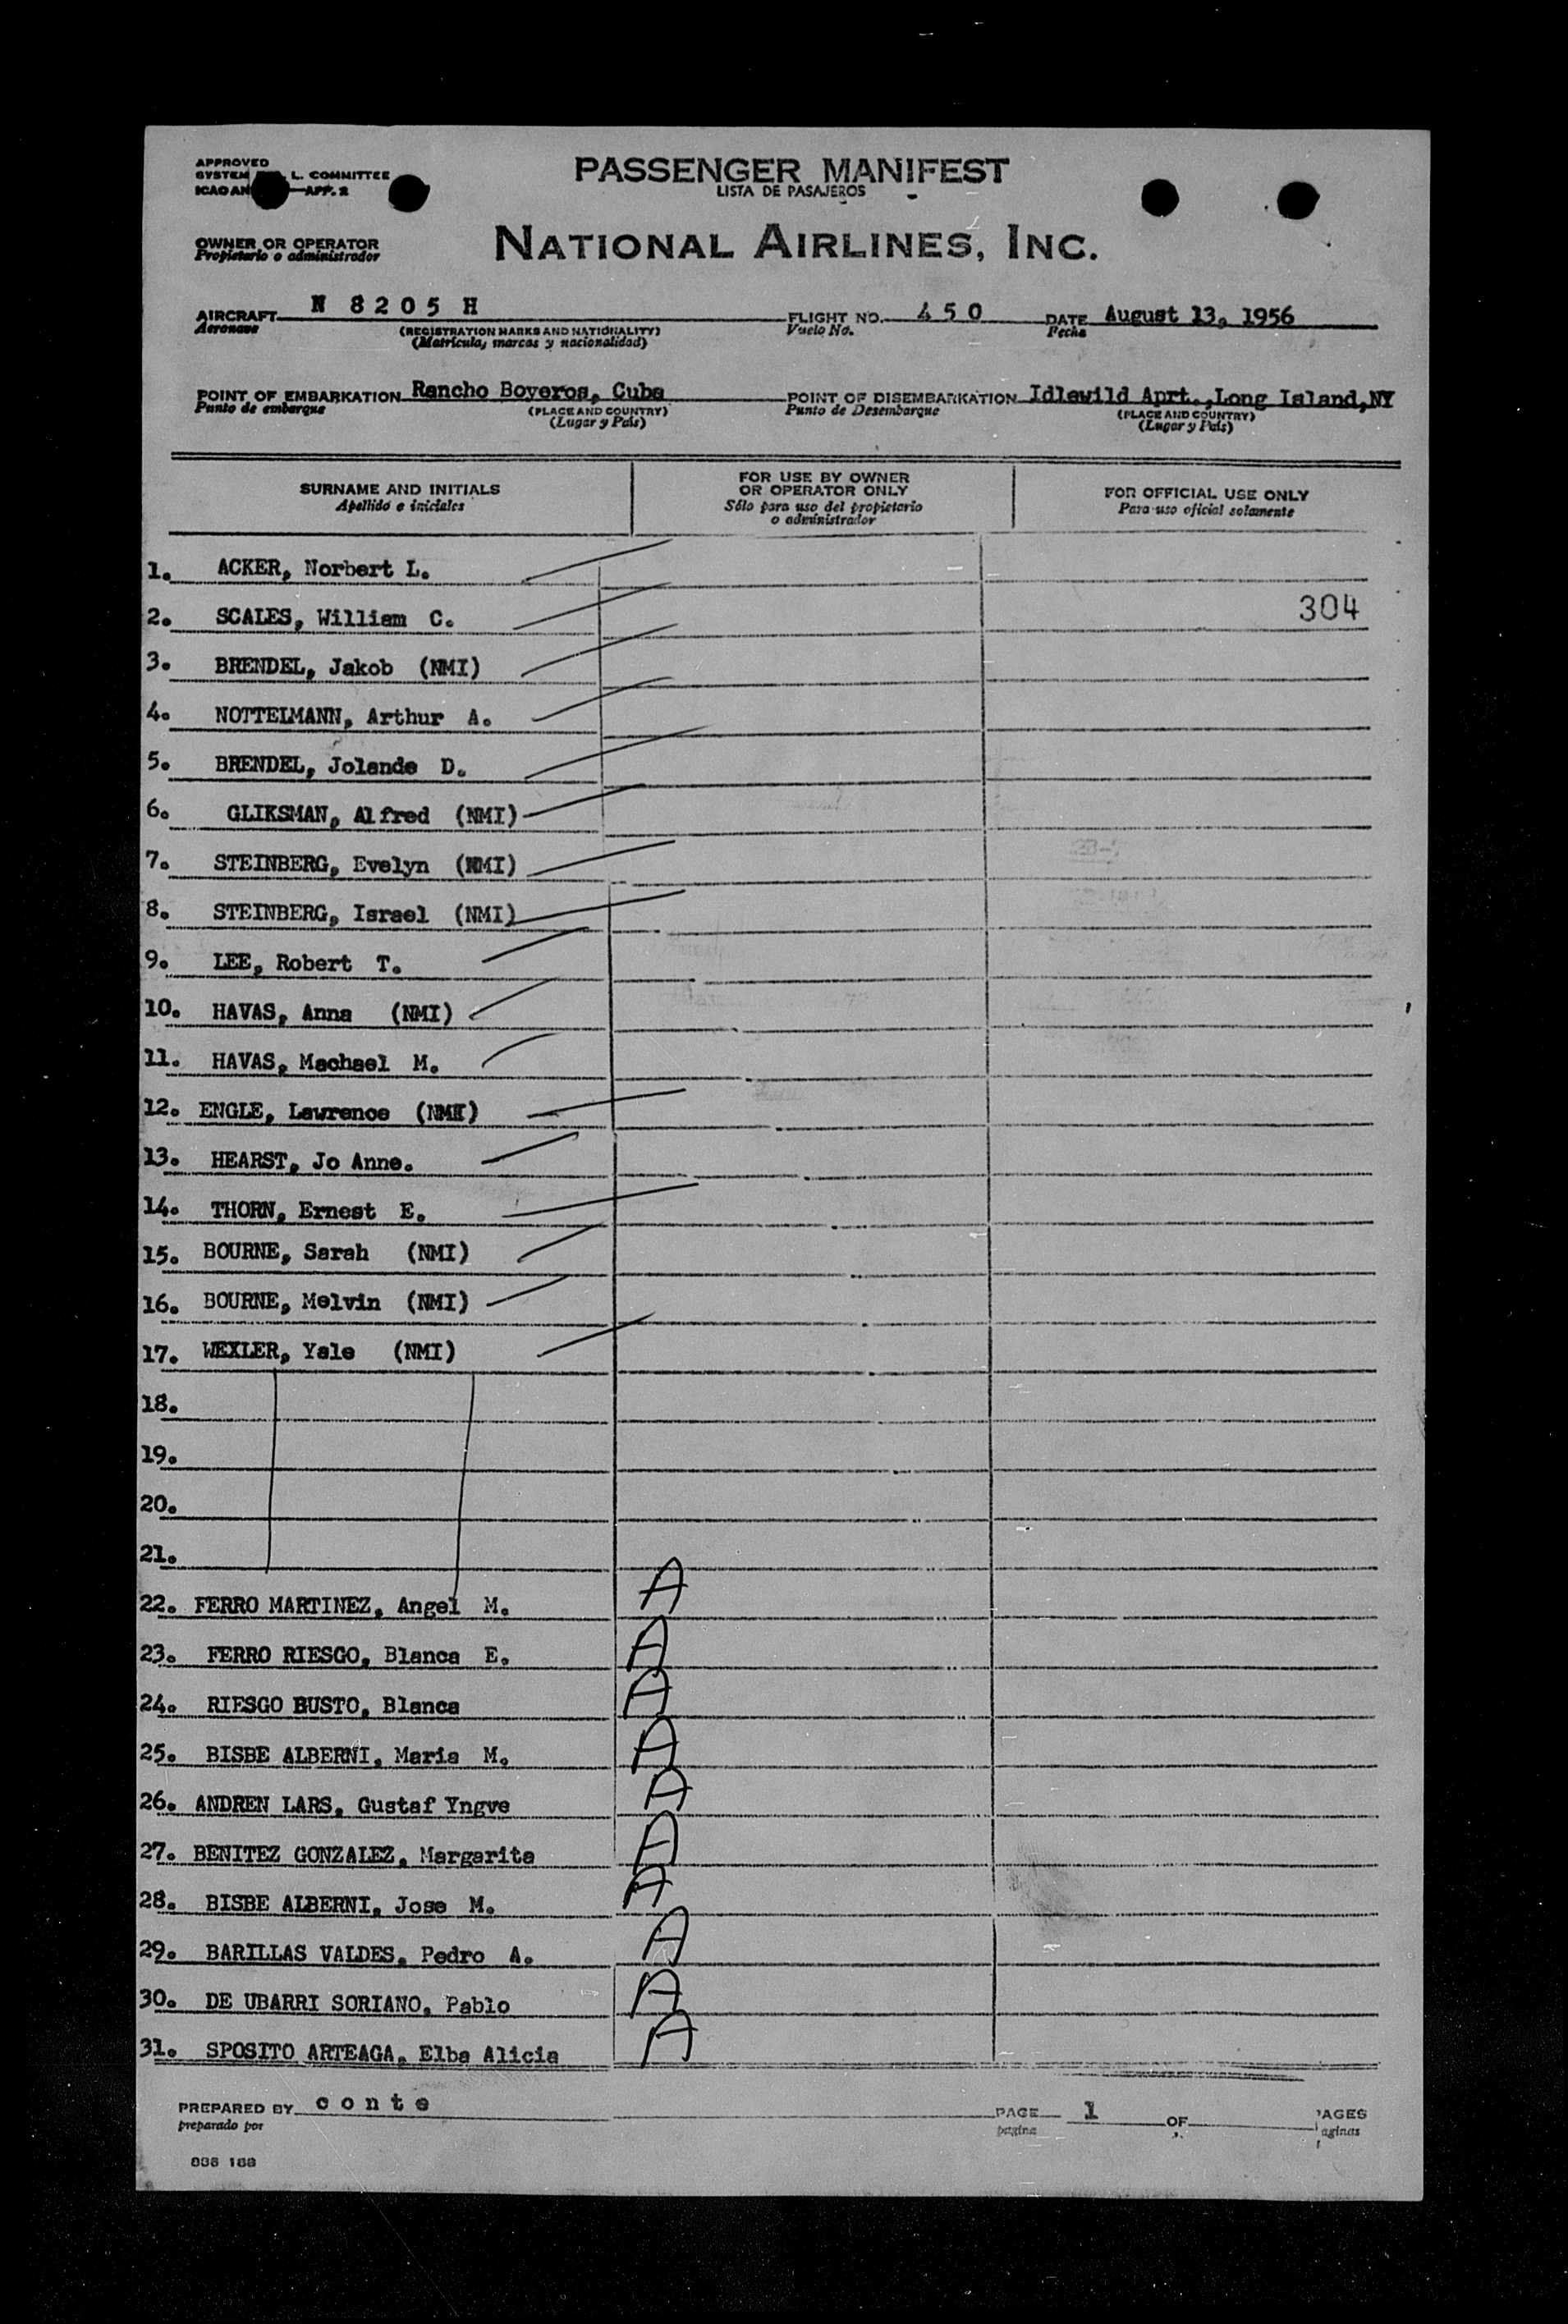 APPROVED
SYSTEM L. COMMITTEE
ICAO AN APP. 2
PASSENGER MANIFEST
LISTA DE PASAJEROS
OWNER OR OPERATOR
Propietario o administrador
NATIONAL AIRLINES, INC.
AIRCRAFT N 8205 H FLIGHT NO. 450 DATE August 13, 1956
Aeronave (REGISTRATION MARKS AND NATIONALITY) Vuelo No. Fecha
(Matrícula, marcas y nacionalidad)
POINT OF EMBARKATION Rancho Boyeros, Cuba POINT OF DISEMBARKATION Idlewild Aprt.,Long Island,NY
Punto de embarque (PLACE AND COUNTRY) Punto de Desembarque (PLACE AND COUNTRY)
(Lugar y País) (Lugar y País)
SURNAME AND INITIALS
Apellido e iniciales
FOR USE BY OWNER
OR OPERATOR ONLY
Sólo para uso del propietario
o administrador
FOR OFFICIAL USE ONLY
Para uso oficial solamente
1. ACKER, Norbert L.
2. SCALES, William C. 304
3. BRENDEL, Jakob (NMI)
4. NOTTELMANN, Arthur A.
5. BRENDEL, Jolande D.
6. GLIKSMAN, Alfred (NMI)
7. STEINBERG, Evelyn (NMI)
8. STEINBERG, Israel (NMI)
9. LEE, Robert T.
10. HAVAS, Anna (NMI)
11. HAVAS, Machael M.
12. ENGLE, Lawrence (NMI)
13. HEARST, Jo Anne.
14. THORN, Ernest E.
15. BOURNE, Sarah (NMI)
16. BOURNE, Melvin (NMI)
17. WEXLER, Yale (NMI)
18.
19.
20.
21.
22. FERRO MARTINEZ, Angel M. A
23. FERRO RIESGO, Blanca E. A
24. RIESGO BUSTO, Blanca A
25. BISBE ALBERNI, Maria M. A
26. ANDREN LARS, Gustaf Yngve A
27. BENITEZ GONZALEZ, Margarita A
28. BISBE ALBERNI, Jose M. A
29. BARILLAS VALDES, Pedro A. A
30. DE UBARRI SORIANO, Pablo A
31. SPOSITO ARTEAGA, Elba Alicia A
PREPARED BY conte PAGE 1 OF PAGES
preparado por pagina aginas